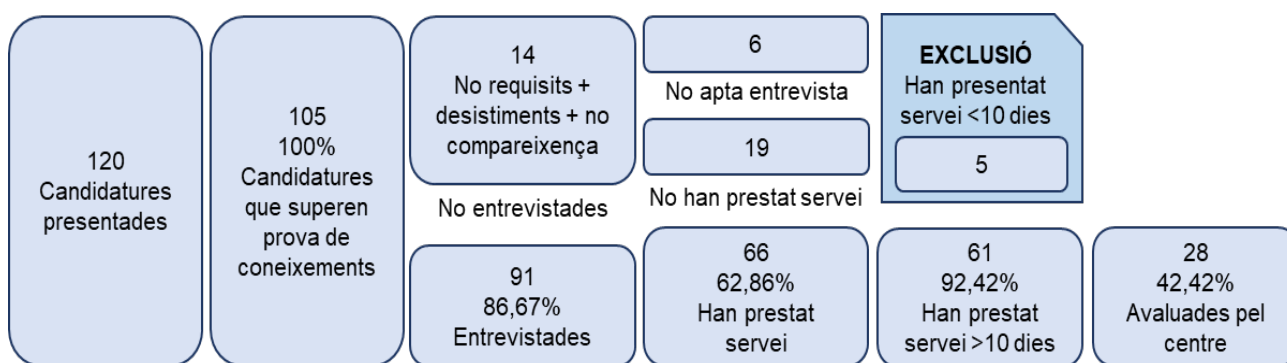 120
Candidatures
presentades
105
100%
Candidatures
que superen
prova de
coneixements
14
No requisits +
desistiments + no
compareixença
No entrevistades
91
86,67%
Entrevistades
6
No apta entrevista
19
No han prestat servei
66
62,86%
Han prestat
servei
EXCLUSIÓ
Han presentat
servei <10 dies
5
61
92,42%
Han prestat
servei >10 dies
28
42,42%
Avaluades pel
centre